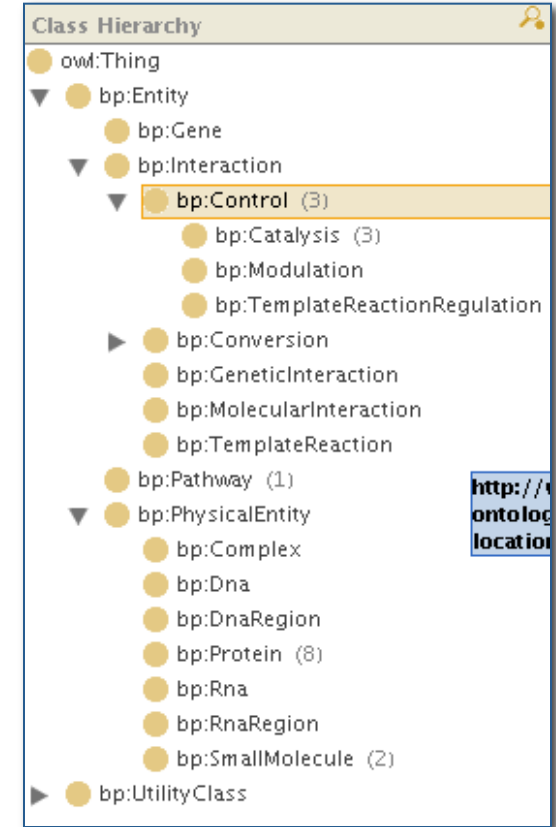 Class Hierarchy
owl:Thing
bp:Entity
bp:Gene
bp:Interaction
bp:Control (3)
bp:Catalysis (3)
bp:Modulation
bp:TemplateReactionRegulation
bp:Conversion
bp:GeneticInteraction
bp:MolecularInteraction
bp:TemplateReaction
bp:Pathway (1)
http://
ontolog
bp:PhysicalEntity
location
bp:Complex
bp:Dna
bp:DnaRegion
bp:Protein (8)
bp:Rna
bp:RnaRegion
bp:SmallMolecule (2)
bp:UtilityClass